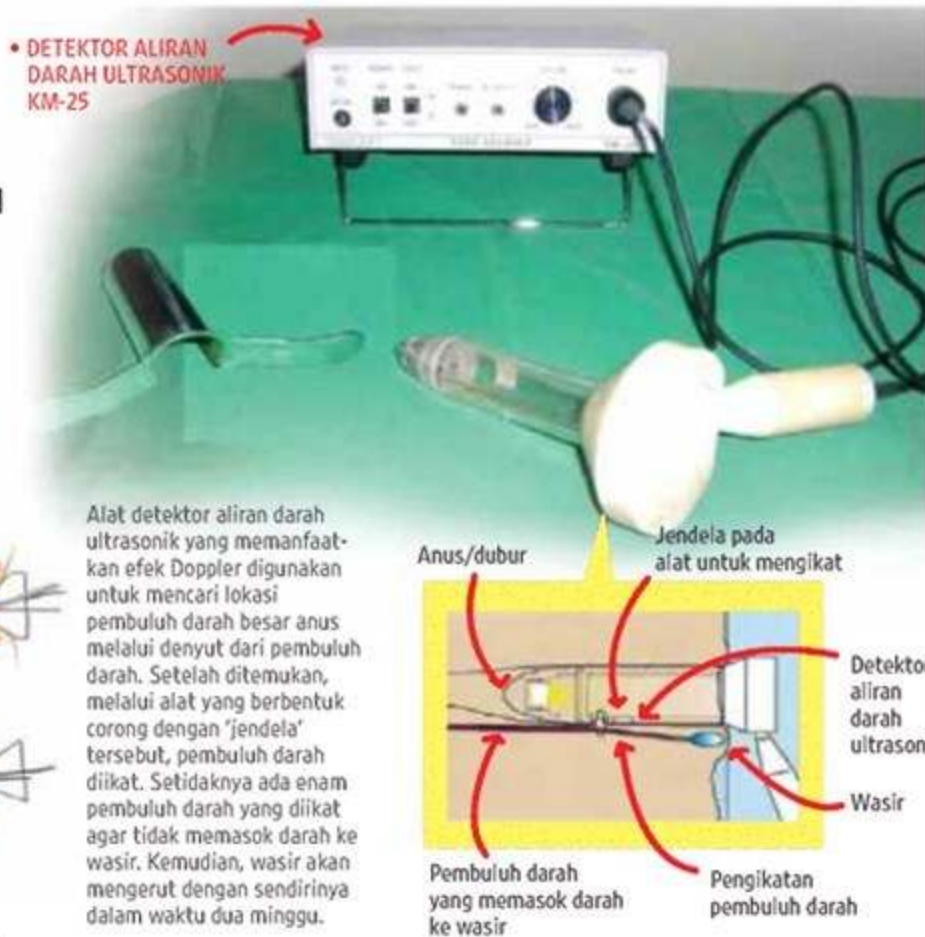 • DETEKTOR ALIRAN
DARAH ULTRASONIK
KM-25
Alat detektor aliran darah
ultrasonik yang memanfaat-
kan efek Doppler digunakan
untuk mencari lokasi
pembuluh darah besar anus
melalui denyut dari pembuluh
darah. Setelah ditemukan,
melalui alat yang berbentuk
corong dengan 'jendela'
tersebut, pembuluh darah
diikat. Setidaknya ada enam
pembuluh darah yang diikat
agar tidak memasok darah ke
wasir. Kemudian, wasir akan
mengerut dengan sendirinya
dalam waktu dua minggu.
Anus/dubur
Jendela pada
alat untuk mengikat
Detektor
aliran
darah
ultrason
Wasir
Pembuluh darah
yang memasok darah
ke wasir
Pengikatan
pembuluh darah